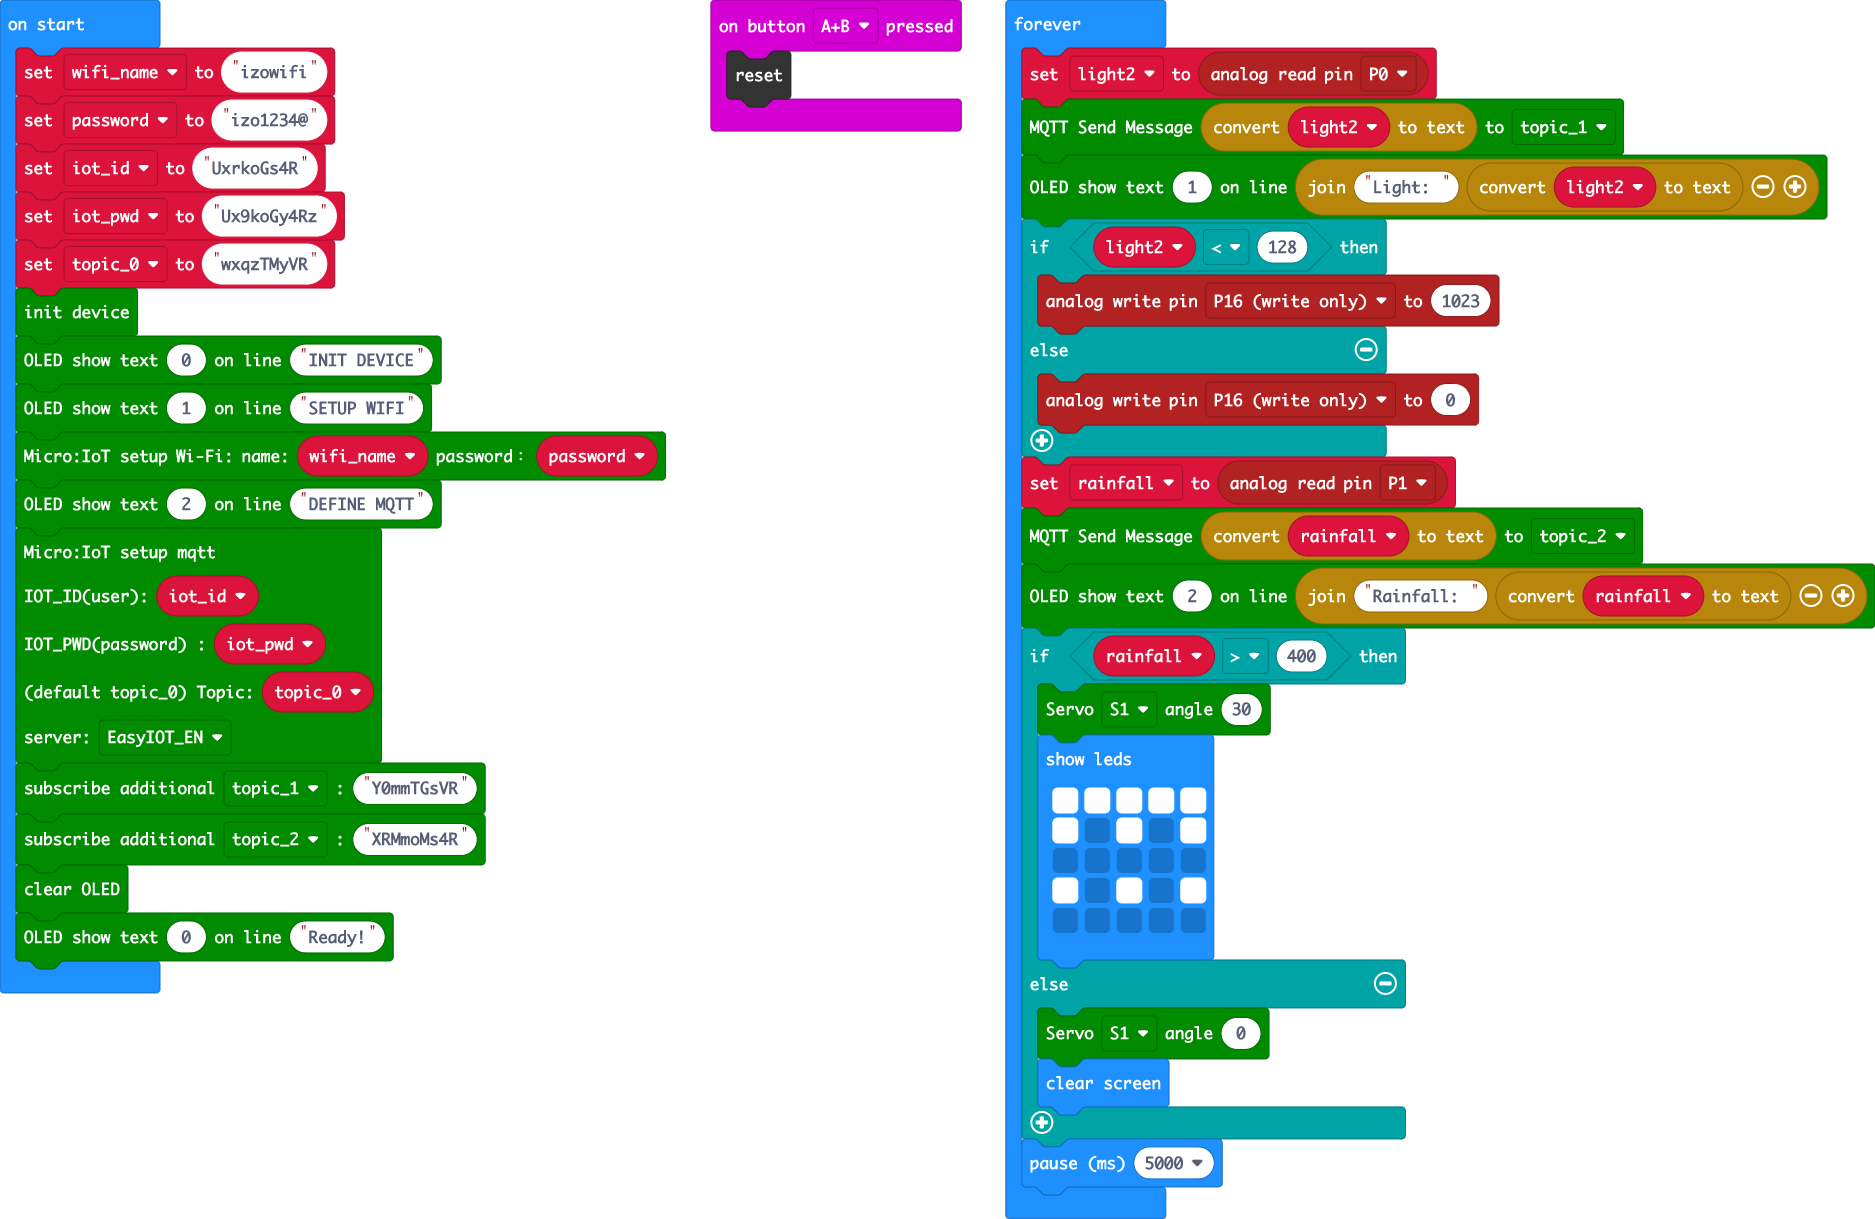 on start
set wifi_name to "izowifi"
set password to "izo1234@"
set iot_id to "UxrkoGs4R"
set iot_pwd to "Ux9koGy4Rz"
set topic_0 to "wxqzTMyVR"
init device
OLED show text 0 on line "INIT DEVICE"
OLED show text 1 on line "SETUP WIFI"
Micro:IoT setup Wi-Fi: name: wifi_name password: password
OLED show text 2 on line "DEFINE MQTT"
Micro:IoT setup mqtt
IOT_ID(user): iot_id
IOT_PWD(password) : iot_pwd
(default topic_0) Topic: topic_0
server: EasyIOT_EN
subscribe additional topic_1 : "Y0mmTGsVR"
subscribe additional topic_2 : "XRMmoMs4R"
clear OLED
OLED show text 0 on line "Ready!"
on button A+B pressed
reset
forever
set light2 to analog read pin P0
MQTT Send Message convert light2 to text to topic_1
OLED show text 1 on line join "Light: " convert light2 to text
if light2 < 128 then
analog write pin P16 (write only) to 1023
else
analog write pin P16 (write only) to 0
set rainfall to analog read pin P1
MQTT Send Message convert rainfall to text to topic_2
OLED show text 2 on line join "Rainfall: " convert rainfall to text
if rainfall > 400 then
Servo S1 angle 30
show leds
else
Servo S1 angle 0
clear screen
pause (ms) 5000